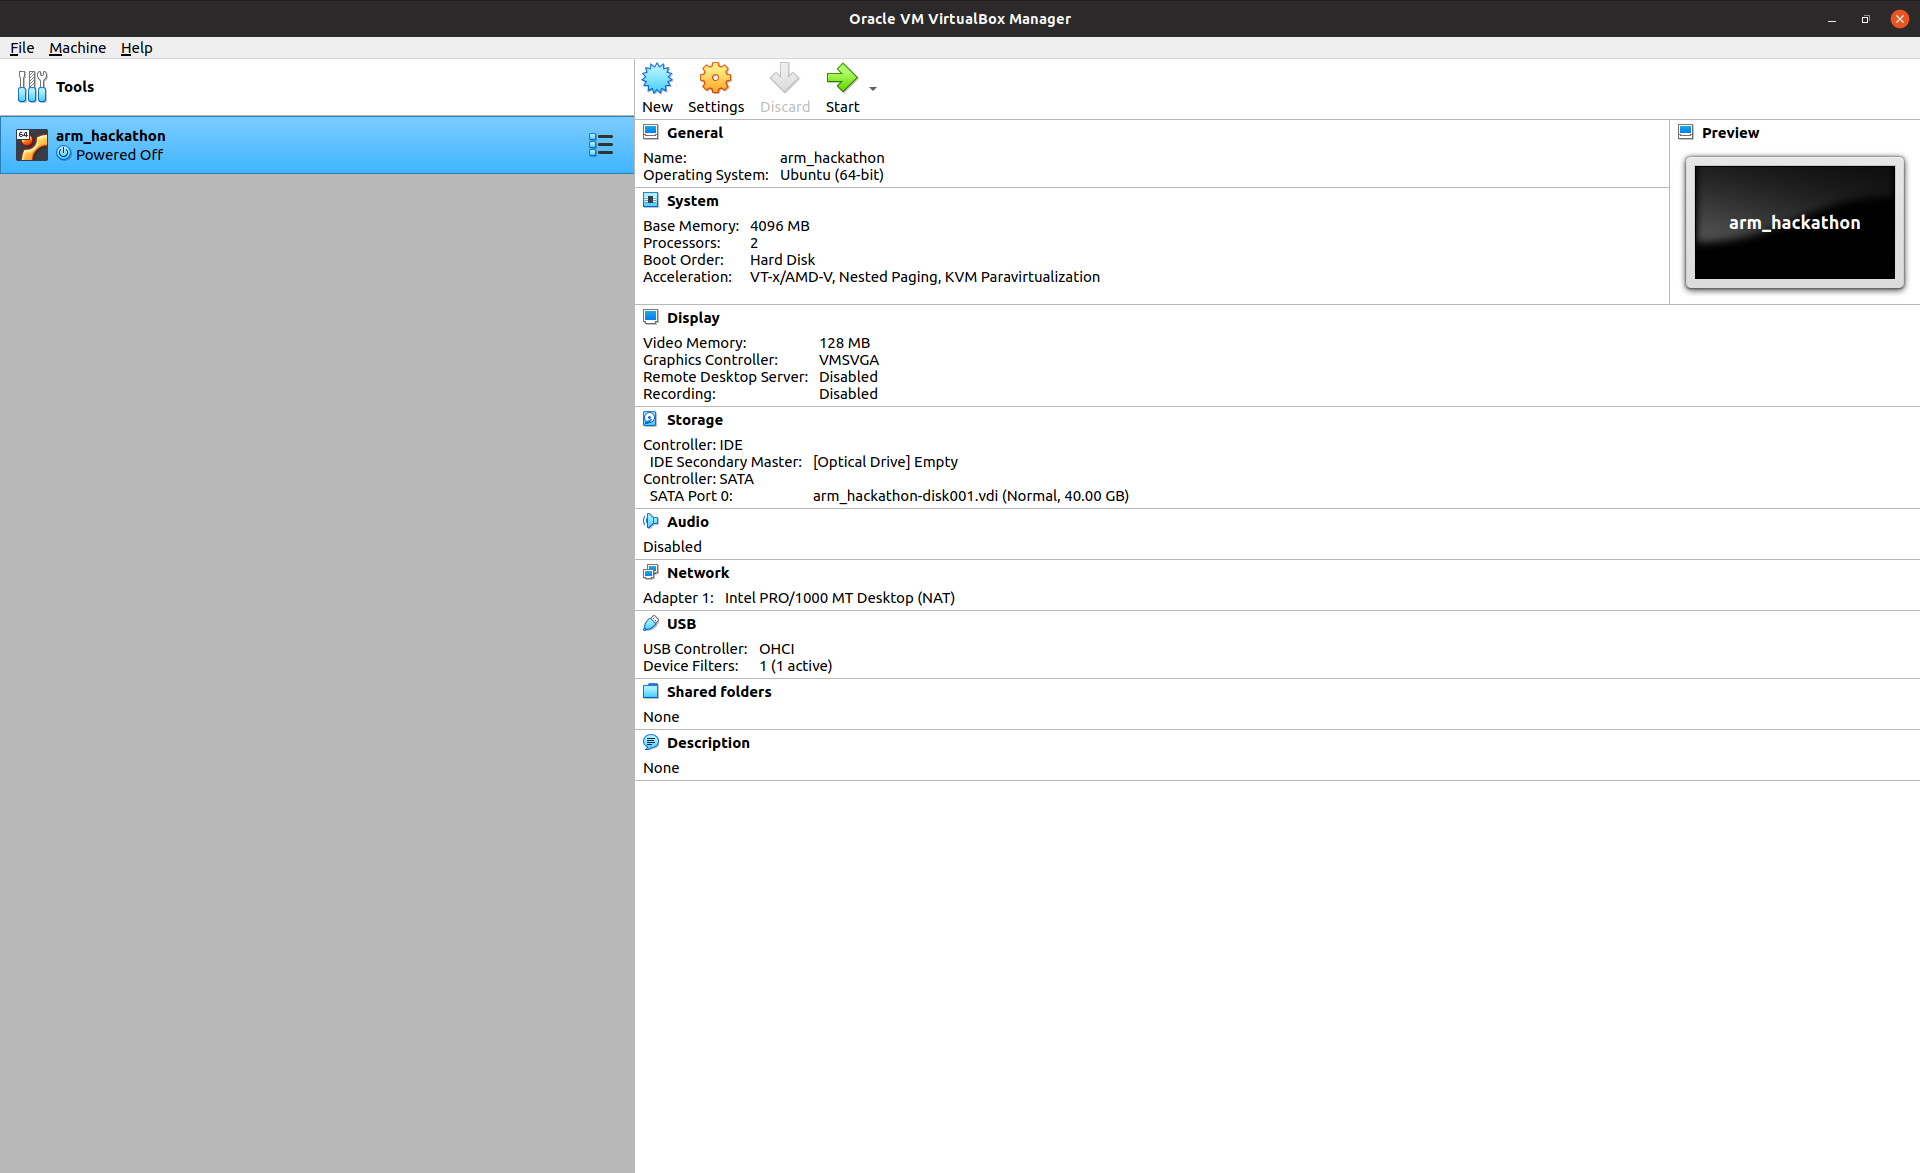 Oracle VM VirtualBox Manager
File Machine Help
Tools
64
arm_hackathon
Powered Off
New Settings Discard Start
General
Name: arm_hackathon
Operating System: Ubuntu (64-bit)
System
Base Memory: 4096 MB
Processors: 2
Boot Order: Hard Disk
Acceleration: VT-x/AMD-V, Nested Paging, KVM Paravirtualization
Preview
arm_hackathon
Display
Video Memory: 128 MB
Graphics Controller: VMSVGA
Remote Desktop Server: Disabled
Recording: Disabled
Storage
Controller: IDE
IDE Secondary Master: [Optical Drive] Empty
Controller: SATA
SATA Port 0: arm_hackathon-disk001.vdi (Normal, 40.00 GB)
Audio
Disabled
Network
Adapter 1: Intel PRO/1000 MT Desktop (NAT)
USB
USB Controller: OHCI
Device Filters: 1 (1 active)
Shared folders
None
Description
None